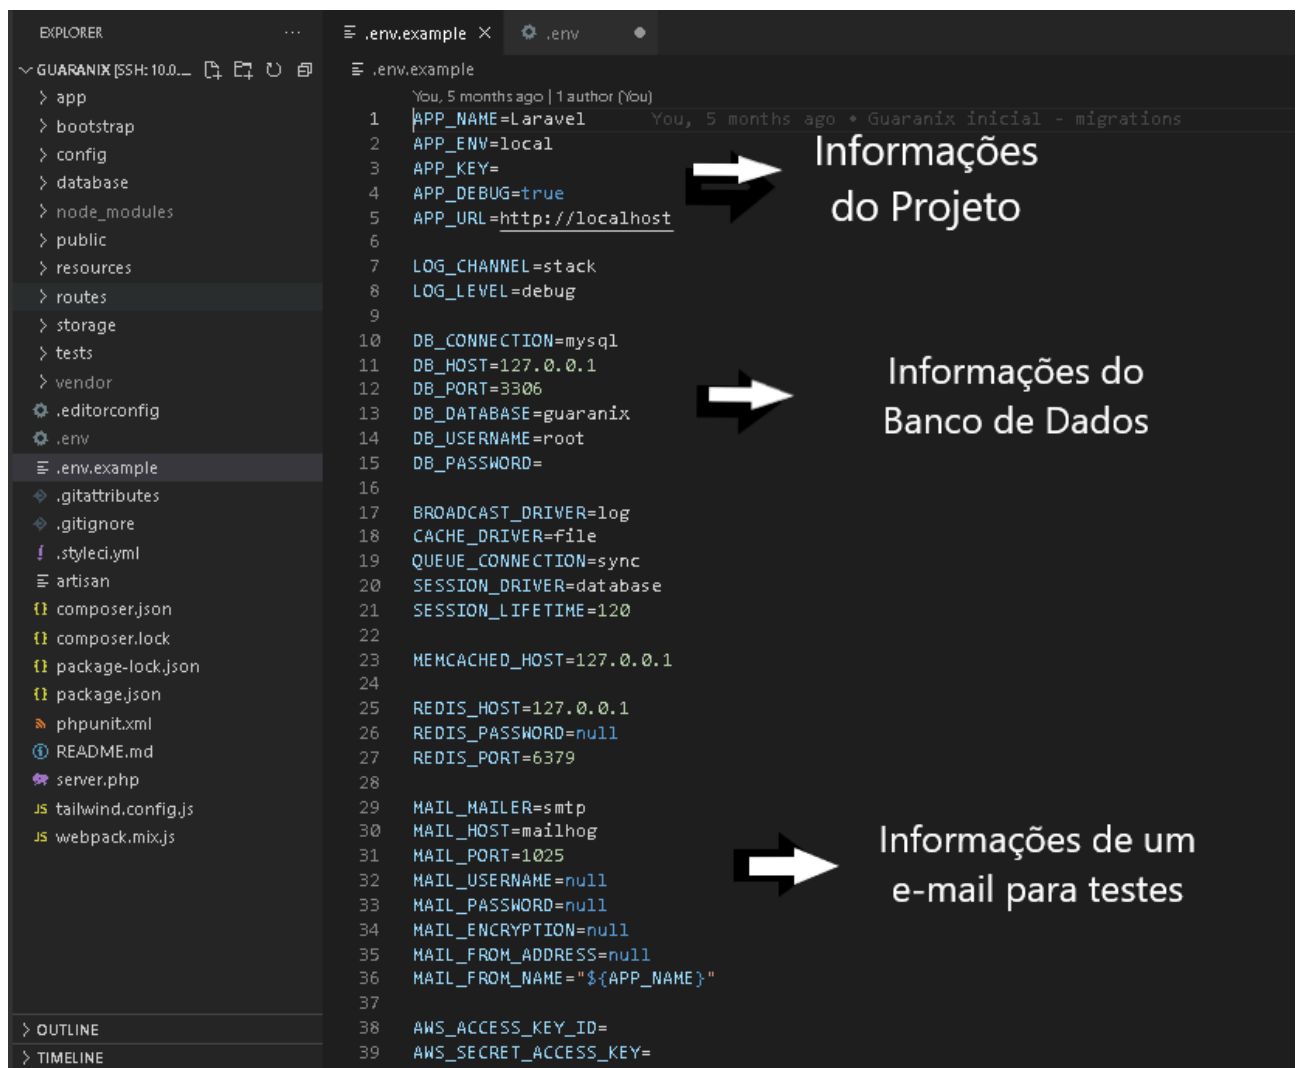 EXPLORER
···
.env.example
.env
GUARANIX [SSH: 10.0....
.env.example
app
bootstrap
config
database
node_modules
public
resources
routes
storage
tests
vendor
.editorconfig
.env
.env.example
.gitattributes
.gitignore
.styleci.yml
artisan
composer.json
composer.lock
package-lock.json
package.json
phpunit.xml
README.md
server.php
JS tailwind.config.js
JS webpack.mix.js
OUTLINE
TIMELINE
You, 5 months ago | 1 author (You)
1 APP_NAME=Laravel You, 5 months ago • Guaranix inicial - migrations
2 APP_ENV=local
3 APP_KEY=
4 APP_DEBUG=true
5 APP_URL=http://localhost
6
7 LOG_CHANNEL=stack
8 LOG_LEVEL=debug
9
10 DB_CONNECTION=mysql
11 DB_HOST=127.0.0.1
12 DB_PORT=3306
13 DB_DATABASE=guaranix
14 DB_USERNAME=root
15 DB_PASSWORD=
16
17 BROADCAST_DRIVER=log
18 CACHE_DRIVER=file
19 QUEUE_CONNECTION=sync
20 SESSION_DRIVER=database
21 SESSION_LIFETIME=120
22
23 MEMCACHED_HOST=127.0.0.1
24
25 REDIS_HOST=127.0.0.1
26 REDIS_PASSWORD=null
27 REDIS_PORT=6379
28
29 MAIL_MAILER=smtp
30 MAIL_HOST=mailhog
31 MAIL_PORT=1025
32 MAIL_USERNAME=null
33 MAIL_PASSWORD=null
34 MAIL_ENCRYPTION=null
35 MAIL_FROM_ADDRESS=null
36 MAIL_FROM_NAME="${APP_NAME}"
37
38 AWS_ACCESS_KEY_ID=
39 AWS_SECRET_ACCESS_KEY=
Informações
do Projeto
Informações do
Banco de Dados
Informações de um
e-mail para testes